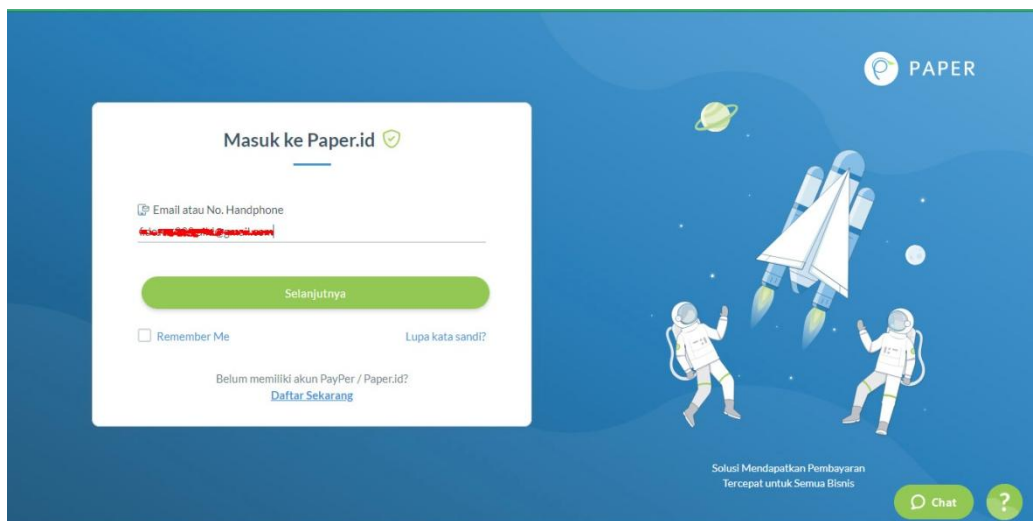 PAPER
Masuk ke Paper.id
Email atau No. Handphone
Selanjutnya
Remember Me
Lupa kata sandi?
Belum memiliki akun PayPer / Paper.id?
Daftar Sekarang
Solusi Mendapatkan Pembayaran
Tercepat untuk Semua Bisnis
Chat
?